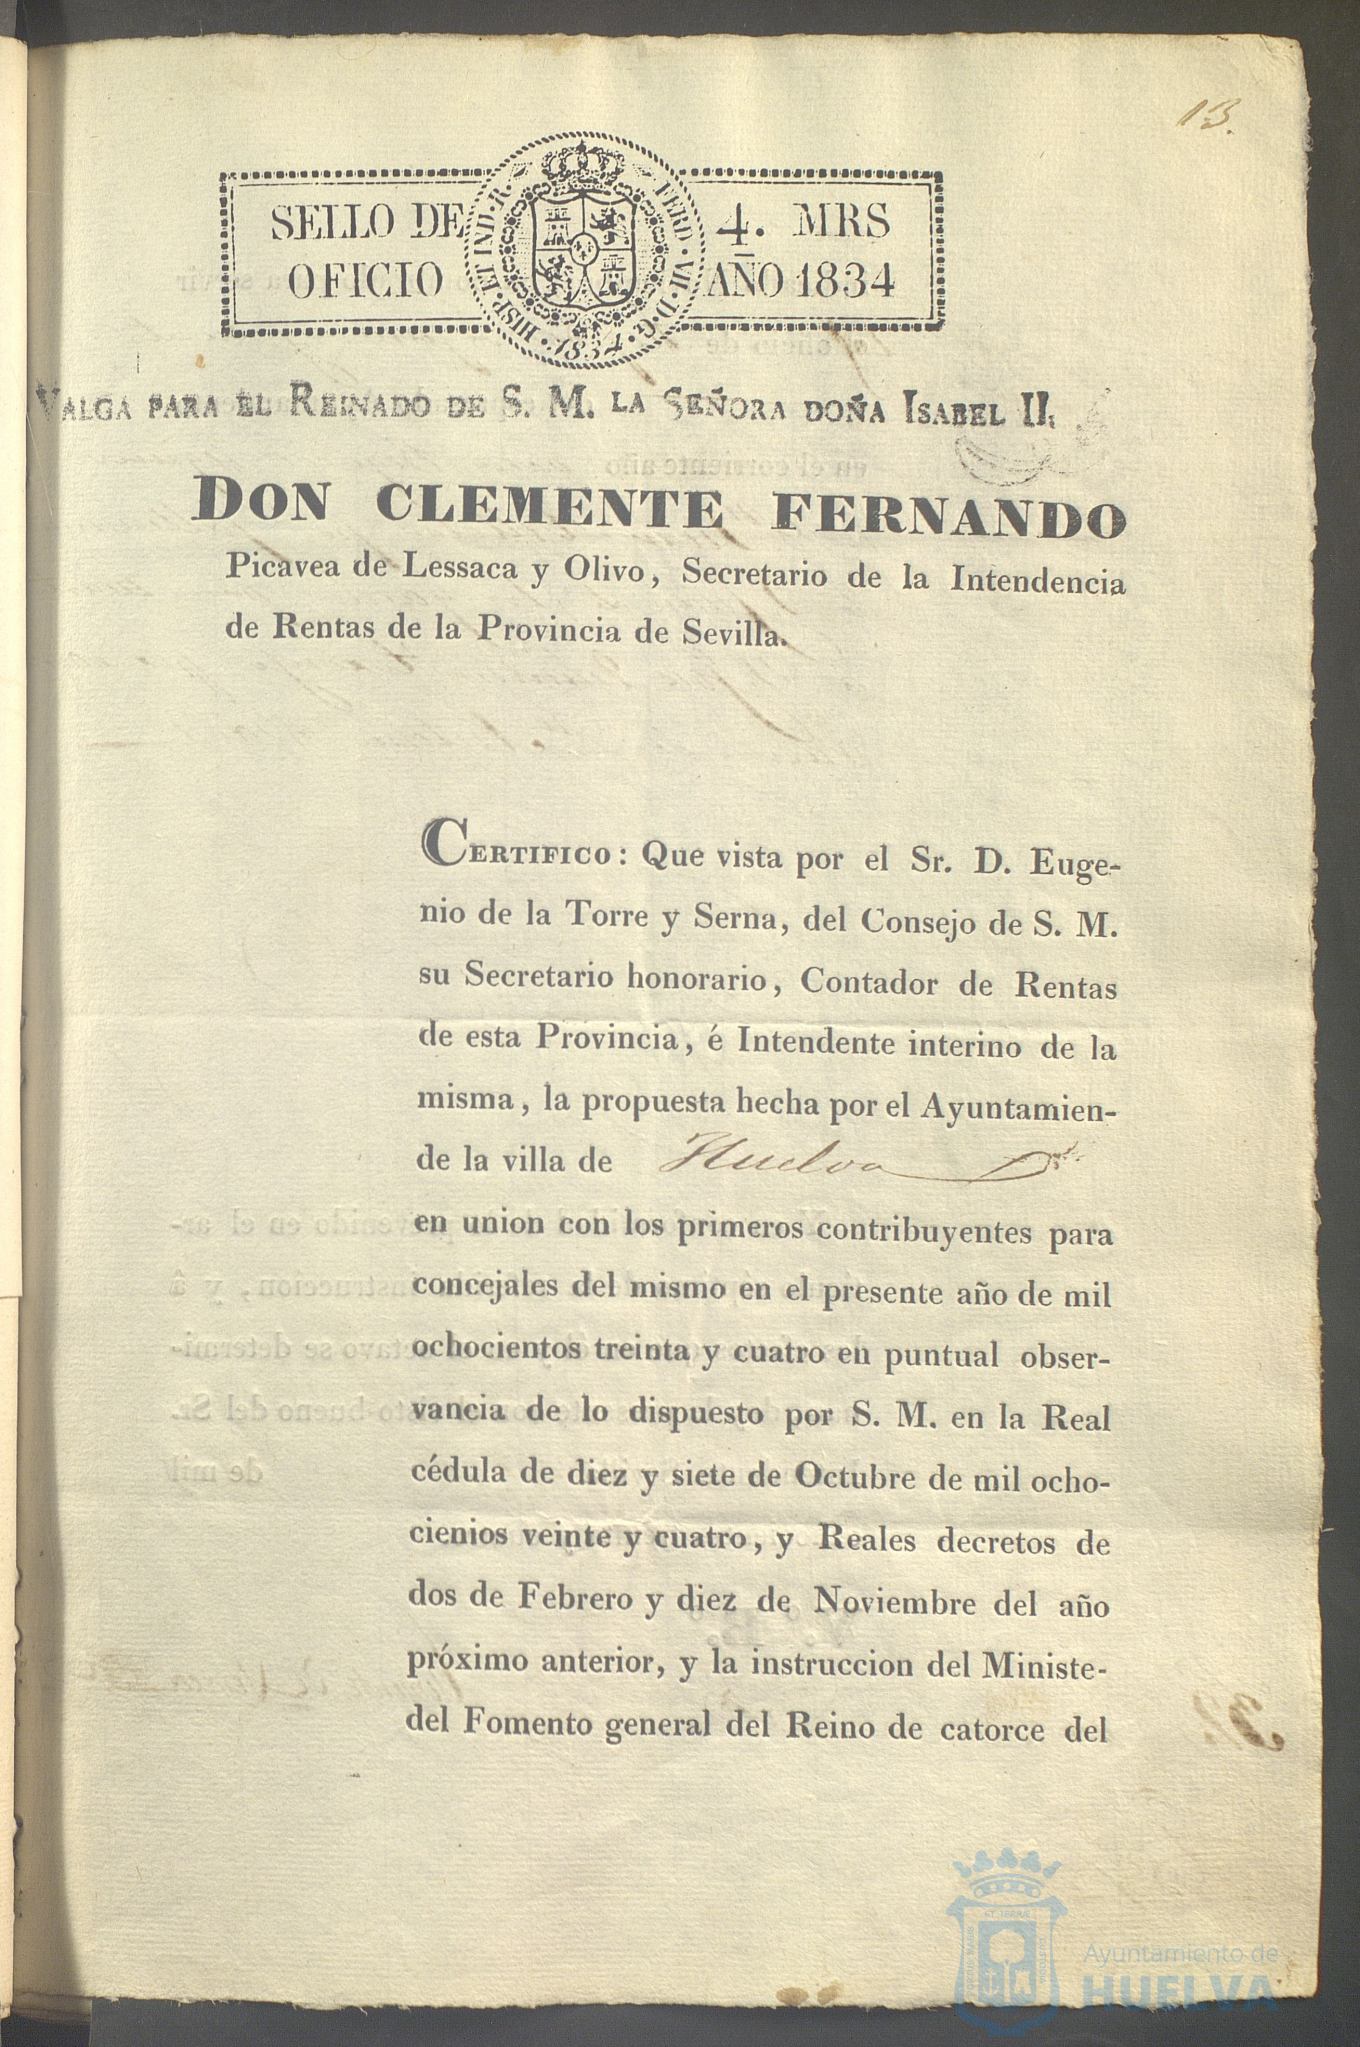 13.
SELLO DE 4. MRS
OFICIO AÑO 1834
HISP. ET IND. R. FERD. VII. D. G. 1834.
VALGA PARA EL REINADO DE S. M. LA SEÑORA DOÑA ISABEL II.
DON CLEMENTE FERNANDO
Picavea de Lessaca y Olivo, Secretario de la Intendencia
de Rentas de la Provincia de Sevilla.
CERTIFICO: Que vista por el Sr. D. Euge-
nio de la Torre y Serna, del Consejo de S. M.
su Secretario honorario, Contador de Rentas
de esta Provincia, é Intendente interino de la
misma, la propuesta hecha por el Ayuntamien-
de la villa de Huelva
en union con los primeros contribuyentes para
concejales del mismo en el presente año de mil
ochocientos treinta y cuatro en puntual obser-
vancia de lo dispuesto por S. M. en la Real
cédula de diez y siete de Octubre de mil ocho-
cienios veinte y cuatro, y Reales decretos de
dos de Febrero y diez de Noviembre del año
próximo anterior, y la instruccion del Ministe-
del Fomento general del Reino de catorce del
Ayuntamiento de
HUELVA